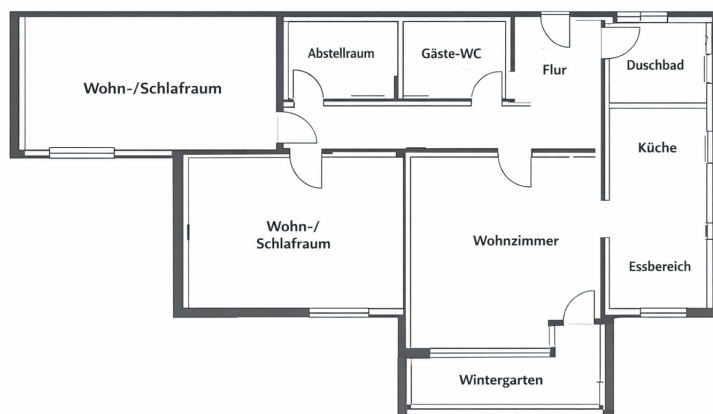 Abstellraum
Gäste-WC
Flur
Duschbad
Wohn-/Schlafraum
Küche
Wohn-/
Schlafraum
Wohnzimmer
Essbereich
Wintergarten